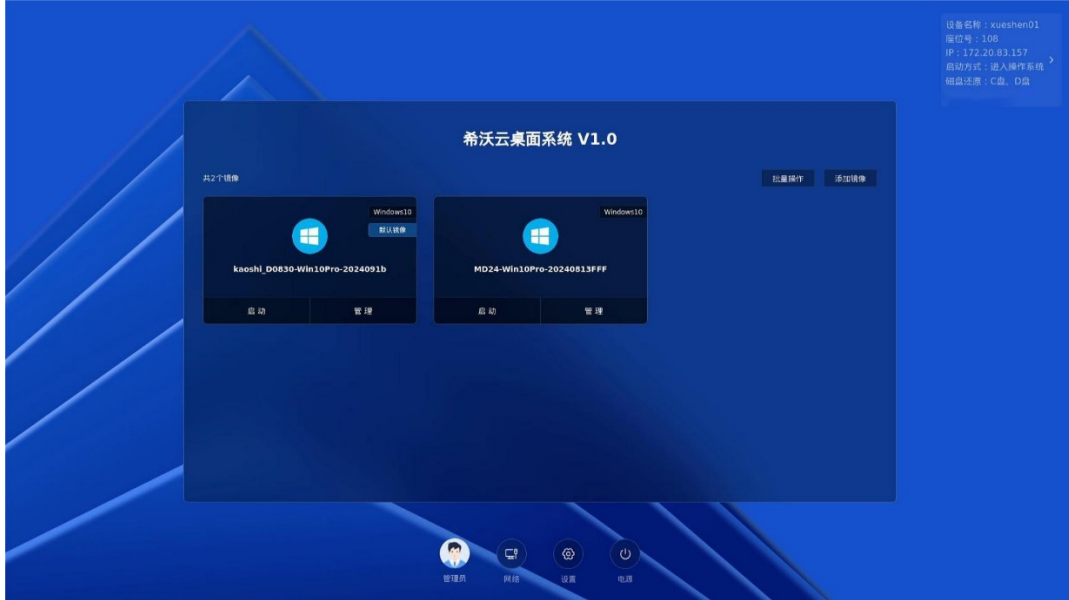 设备名称：xueshen01
座位号：108
IP：172.20.83.157
启动方式：进入操作系统
磁盘还原：C盘、D盘
希沃云桌面系统 V1.0
共2个镜像
批量操作 添加镜像
Windows10
默认镜像
kaoshi_D0830-Win10Pro-2024091b
启动 管理
Windows10
MD24-Win10Pro-20240813FFF
启动 管理
管理员 网络 设置 电源